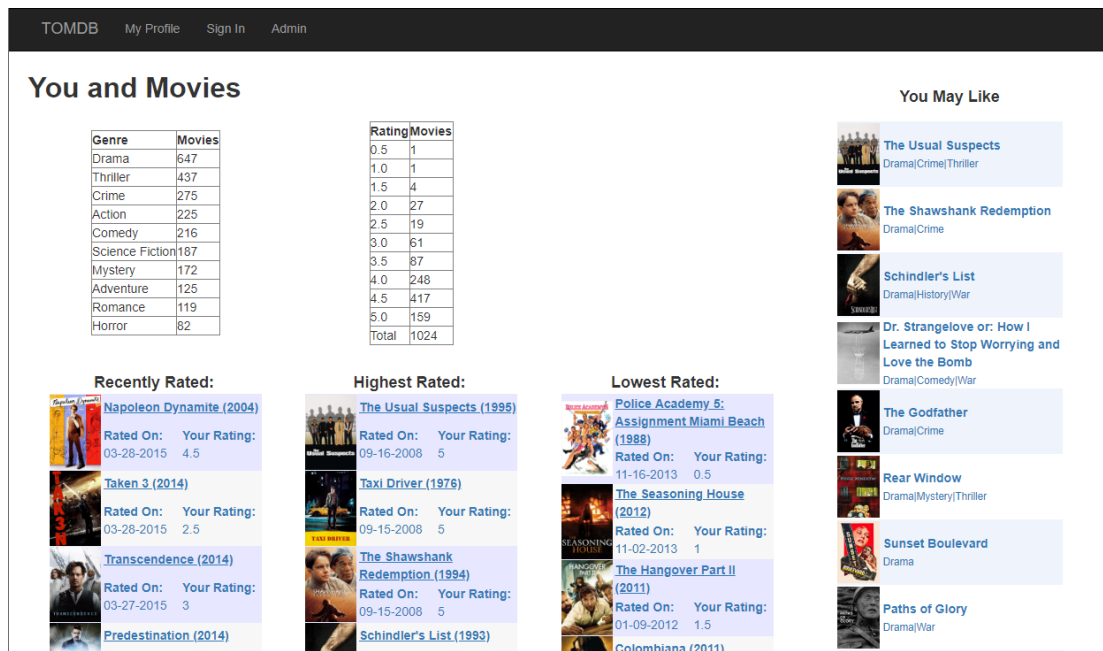 TOMDB My Profile Sign In Admin
You and Movies
Genre Movies
Drama 647
Thriller 437
Crime 275
Action 225
Comedy 216
Science Fiction 187
Mystery 172
Adventure 125
Romance 119
Horror 82
Rating Movies
0.5 1
1.0 1
1.5 4
2.0 27
2.5 19
3.0 61
3.5 87
4.0 248
4.5 417
5.0 159
Total 1024
Recently Rated:
Napoleon Dynamite (2004)
Rated On: Your Rating:
03-28-2015 4.5
Taken 3 (2014)
Rated On: Your Rating:
03-28-2015 2.5
Transcendence (2014)
Rated On: Your Rating:
03-27-2015 3
Predestination (2014)
Highest Rated:
The Usual Suspects (1995)
Rated On: Your Rating:
09-16-2008 5
Taxi Driver (1976)
Rated On: Your Rating:
09-15-2008 5
TAXI DRIVER
The Shawshank
Redemption (1994)
Rated On: Your Rating:
09-15-2008 5
Schindler's List (1993)
Lowest Rated:
Police Academy 5:
Assignment Miami Beach
(1988)
Rated On: Your Rating:
11-16-2013 0.5
The Seasoning House
(2012)
Rated On: Your Rating:
11-02-2013 1
SEASONING
HOUSE
The Hangover Part II
(2011)
Rated On: Your Rating:
01-09-2012 1.5
HANGOVER
Colombiana (2011)
You May Like
The Usual Suspects
Drama|Crime|Thriller
The Shawshank Redemption
Drama|Crime
Schindler's List
Drama|History|War
Dr. Strangelove or: How I
Learned to Stop Worrying and
Love the Bomb
Drama|Comedy|War
The Godfather
Drama|Crime
Rear Window
Drama|Mystery|Thriller
Sunset Boulevard
Drama
Paths of Glory
Drama|War